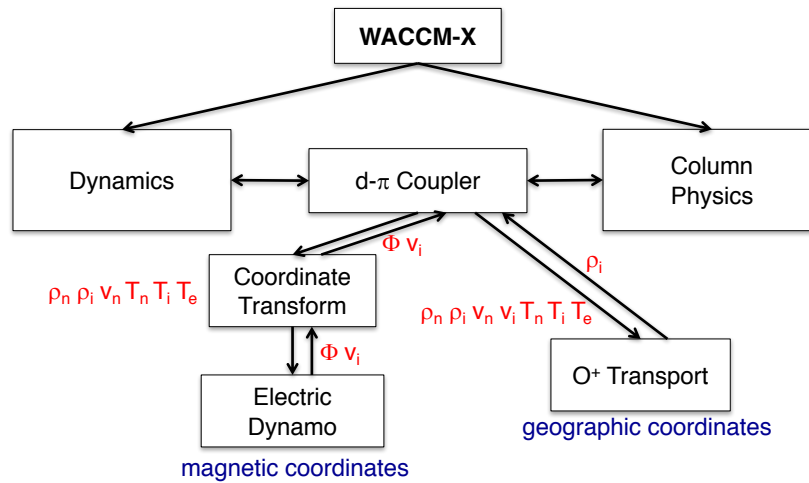 WACCM-X
Dynamics
d-π Coupler
Column
Physics
Φ vᵢ
ρᵢ
Coordinate
Transform
ρₙ ρᵢ vₙ Tₙ Tᵢ Tₑ
ρₙ ρᵢ vₙ vᵢ Tₙ Tᵢ Tₑ
Φ vᵢ
O⁺ Transport
Electric
Dynamo
geographic coordinates
magnetic coordinates